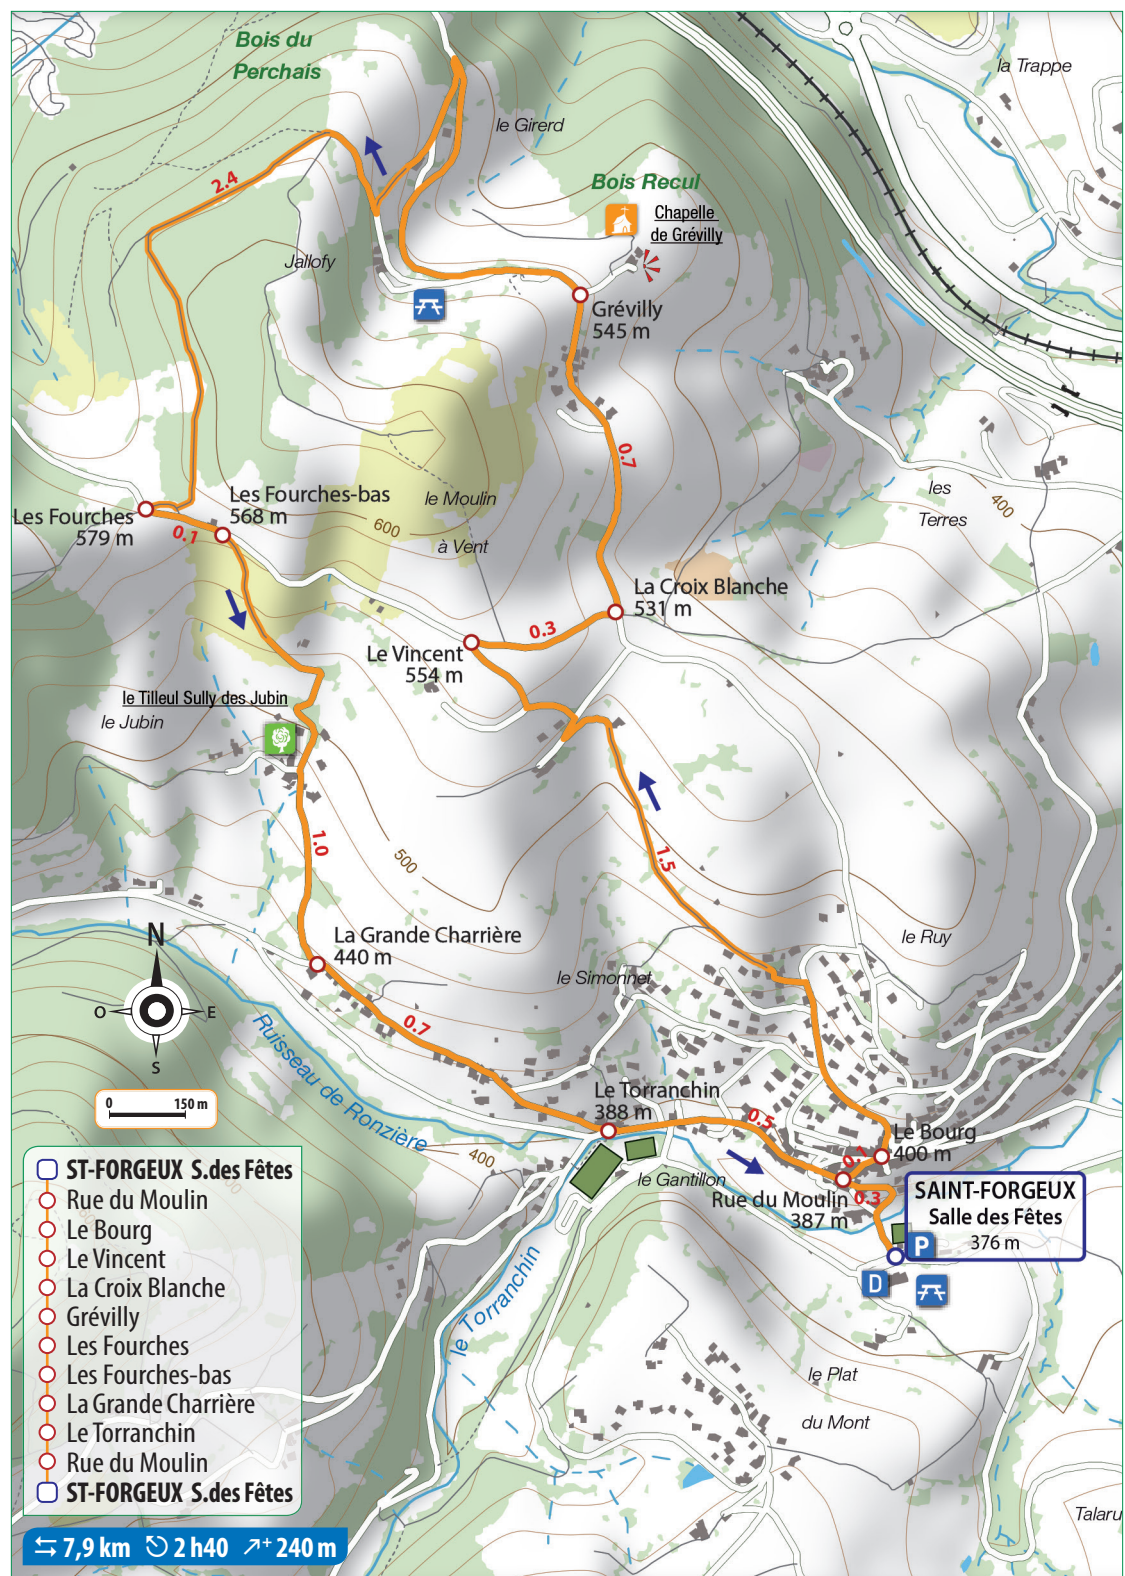 Bois du
Perchais
la Trappe
le Girerd
Bois Recul
2.4
Chapelle
de Grévilly
Jallofy
Grévilly
545 m
0.7
Les Fourches-bas
568 m
le Moulin
à Vent
600
les
Terres
400
Les Fourches
579 m
0.1
La Croix Blanche
531 m
0.3
Le Vincent
554 m
le Tilleul Sully des Jubin
le Jubin
1.0
500
1.5
N
O
E
S
La Grande Charrière
440 m
le Ruy
le Simonnet
0.7
Ruisseau de Ronzière
0 150 m
Le Torranchin
388 m
0.5
Le Bourg
400 m
0.1
400
le Gantillon
Rue du Moulin
387 m
0.3
SAINT-FORGEUX
Salle des Fêtes
376 m
P
D
le Torranchin
le Plat
du Mont
Talaru
ST-FORGEUX S.des Fêtes
Rue du Moulin
Le Bourg
Le Vincent
La Croix Blanche
Grévilly
Les Fourches
Les Fourches-bas
La Grande Charrière
Le Torranchin
Rue du Moulin
ST-FORGEUX S.des Fêtes
7,9 km 2 h40 + 240 m